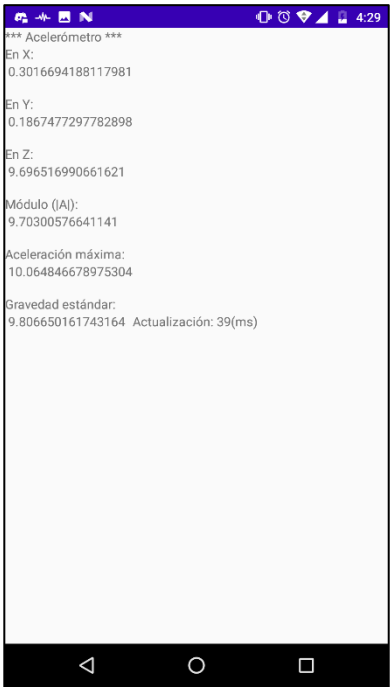 4:29
*** Acelerómetro ***
En X:
0.3016694188117981
En Y:
0.1867477297782898
En Z:
9.696516990661621
Módulo (|A|):
9.70300576641141
Aceleración máxima:
10.064846678975304
Gravedad estándar:
9.806650161743164 Actualización: 39(ms)